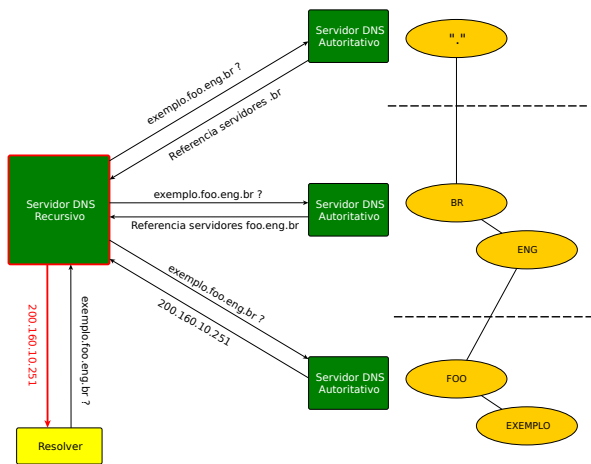 Servidor DNS
Autoritativo
"."
exemplo.foo.eng.br ?
Referencia servidores .br
Servidor DNS
Recursivo
exemplo.foo.eng.br ?
Referencia servidores foo.eng.br
Servidor DNS
Autoritativo
BR
ENG
exemplo.foo.eng.br ?
200.160.10.251
200.160.10.251
exemplo.foo.eng.br ?
Servidor DNS
Autoritativo
FOO
EXEMPLO
Resolver